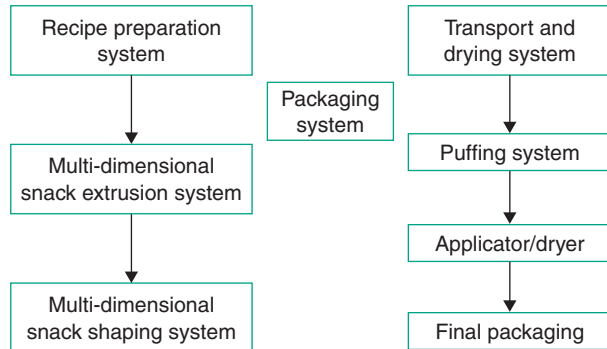 Recipe preparation
system
Multi-dimensional
snack extrusion system
Multi-dimensional
snack shaping system
Packaging
system
Transport and
drying system
Puffing system
Applicator/dryer
Final packaging